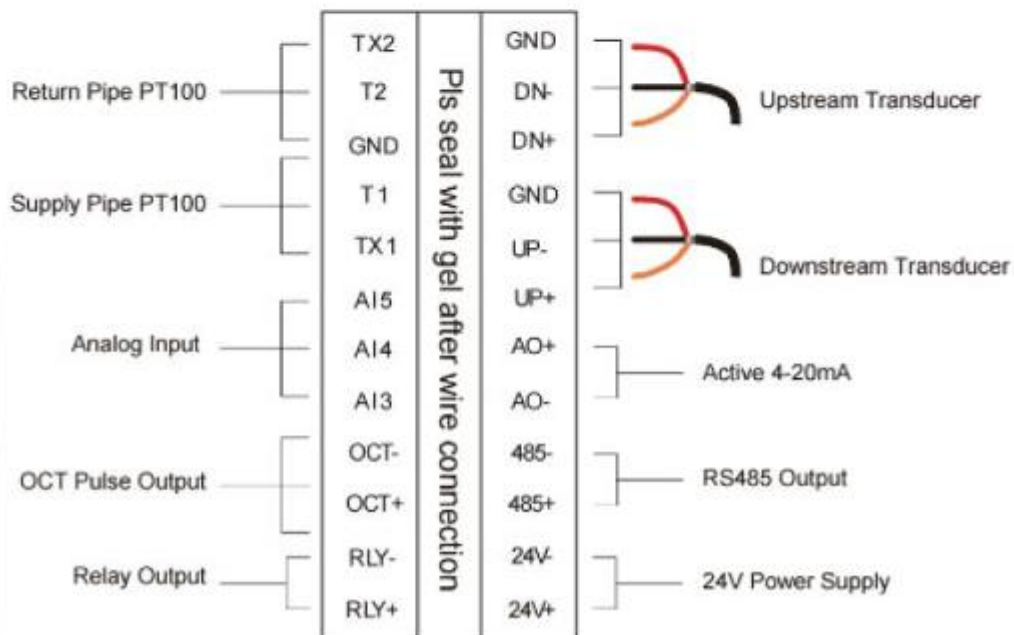 Return Pipe PT100
Supply Pipe PT100
Analog Input
OCT Pulse Output
Relay Output
TX2
T2
GND
T1
TX1
AI5
AI4
AI3
OCT-
OCT+
RLY-
RLY+
Pls seal with gel after wire connection
GND
DN-
DN+
GND
UP-
UP+
AO+
AO-
485-
485+
24V-
24V+
Upstream Transducer
Downstream Transducer
Active 4-20mA
RS485 Output
24V Power Supply